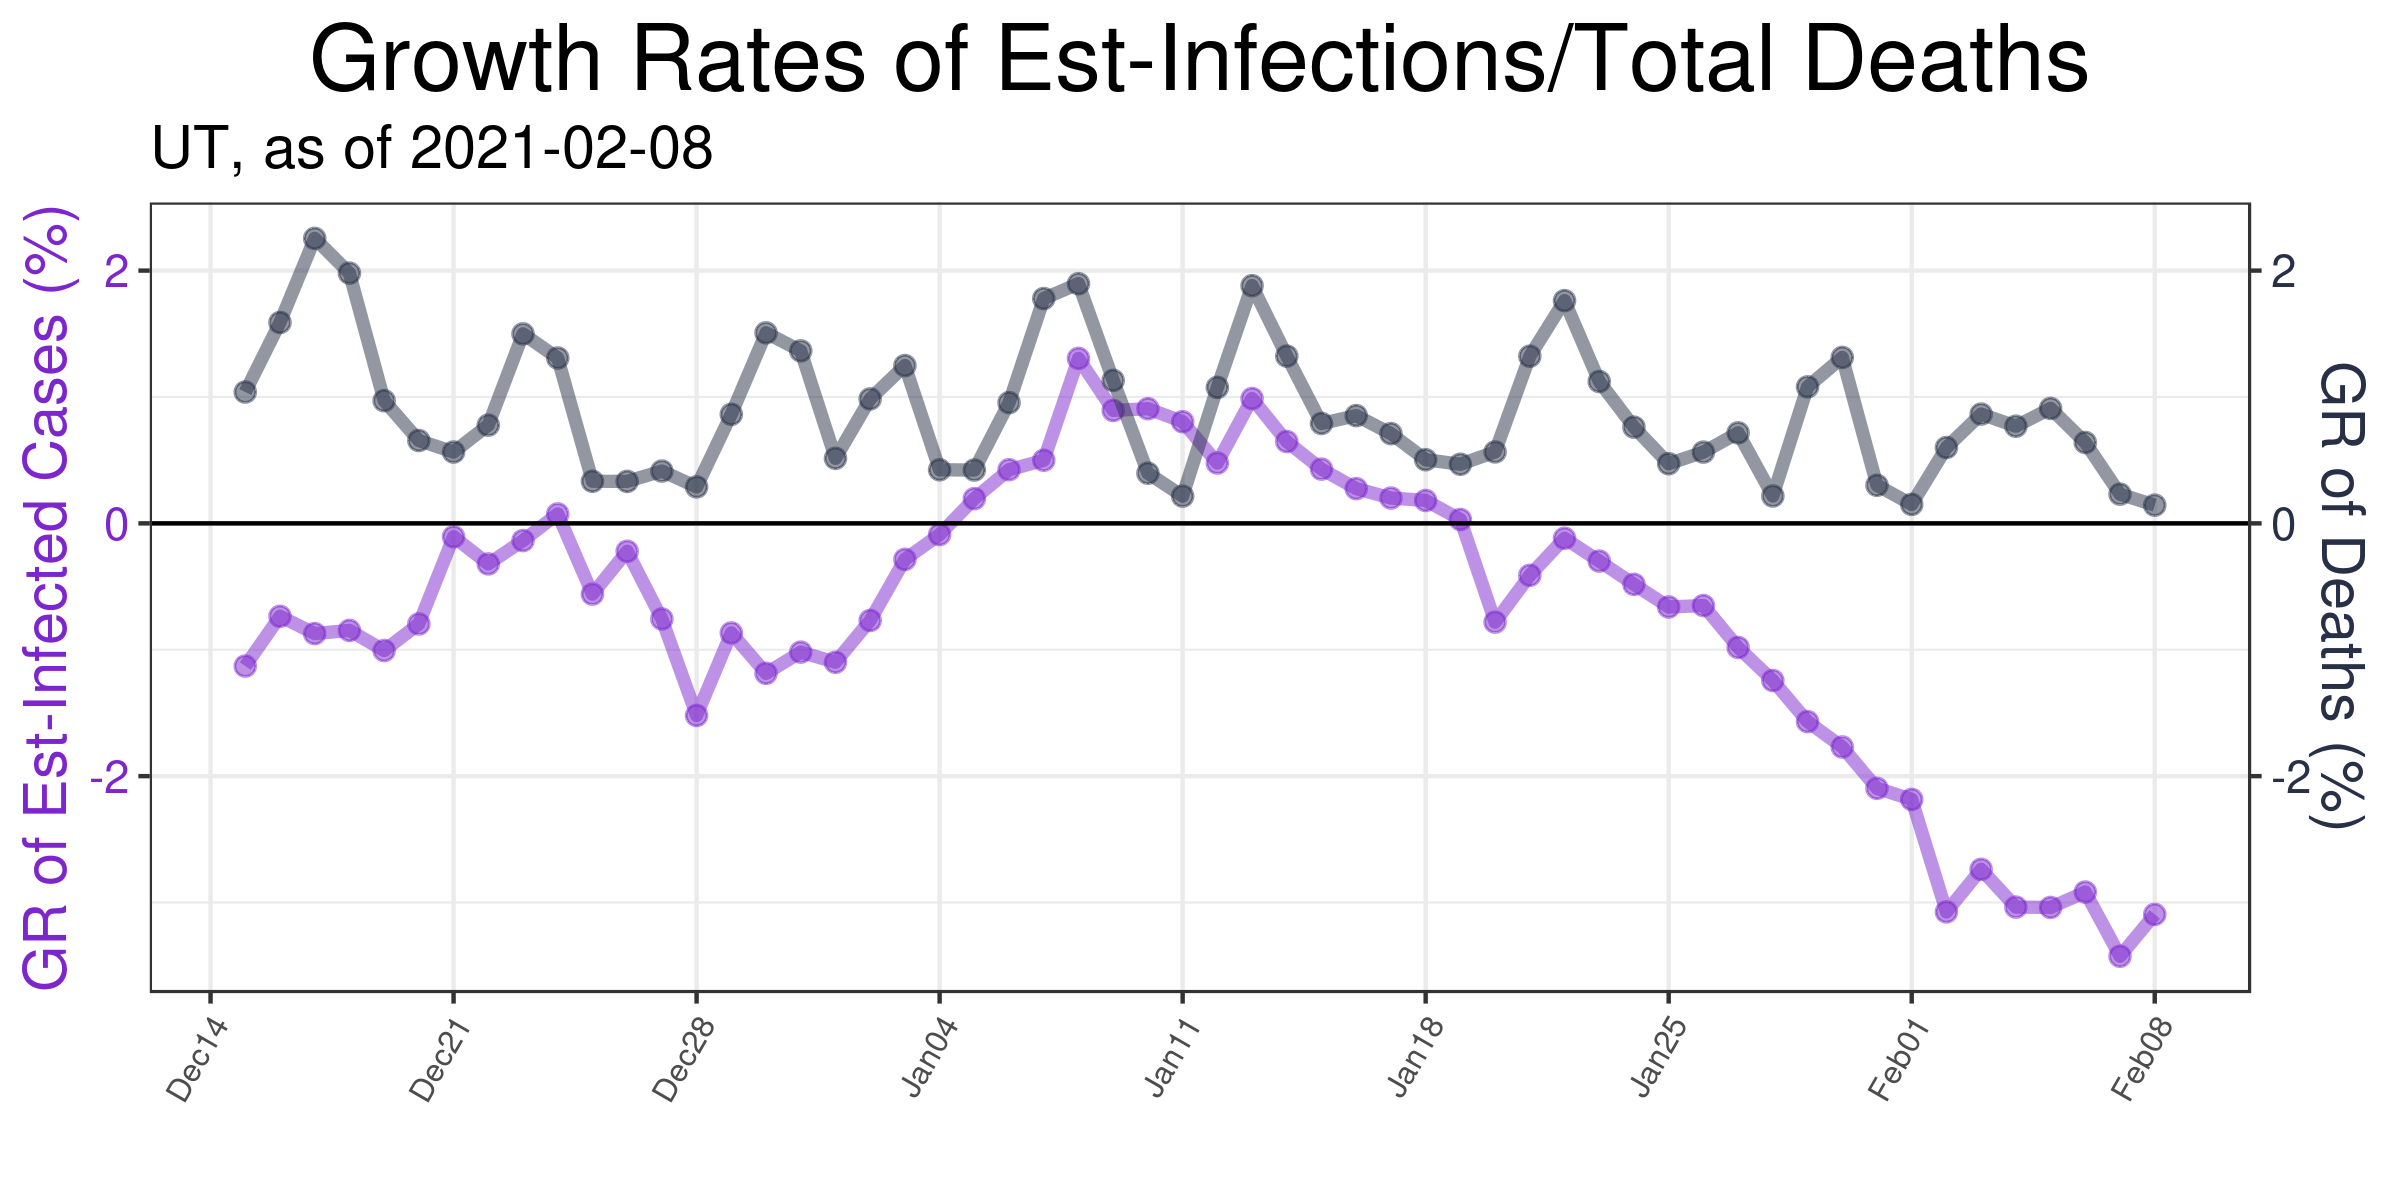 Growth Rates of Est-Infections/Total Deaths
UT, as of 2021-02-08
GR of Est-Infected Cases (%)
2
0
-2
2
0
-2
GR of Deaths (%)
Dec14
Dec21
Dec28
Jan04
Jan11
Jan18
Jan25
Feb01
Feb08